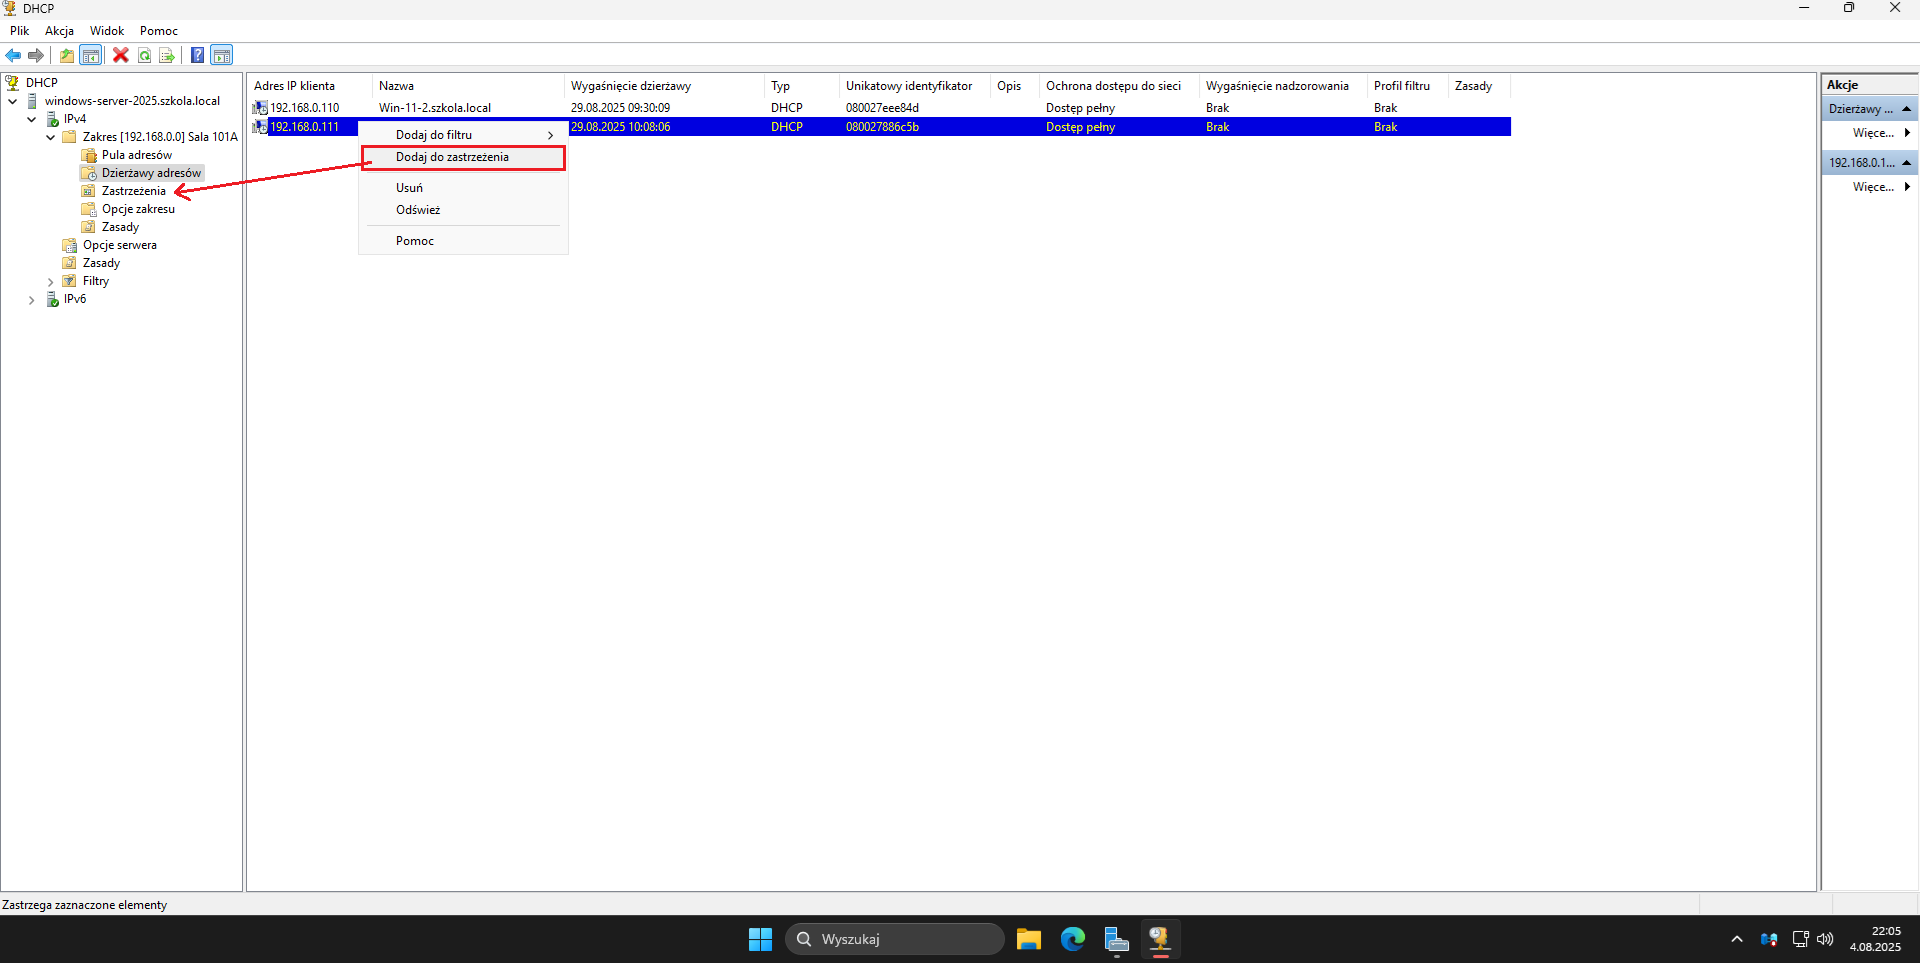 DHCP
Plik Akcja Widok Pomoc
DHCP
windows-server-2025.szkola.local
IPv4
Zakres [192.168.0.0] Sala 101A
Pula adresów
Dzierżawy adresów
Zastrzeżenia
Opcje zakresu
Zasady
Opcje serwera
Zasady
Filtry
IPv6
Adres IP klienta Nazwa Wygaśnięcie dzierżawy Typ Unikatowy identyfikator Opis Ochrona dostępu do sieci Wygaśnięcie nadzorowania Profil filtru Zasady
192.168.0.110 Win-11-2.szkola.local 29.08.2025 09:30:09 DHCP 080027eee84d Dostęp pełny Brak Brak
192.168.0.111 29.08.2025 10:08:06 DHCP 080027886c5b Dostęp pełny Brak Brak
Dodaj do filtru
Dodaj do zastrzeżenia
Usuń
Odśwież
Pomoc
Akcje
Dzierżawy ...
Więce...
192.168.0.1...
Więce...
Zastrzega zaznaczone elementy
Wyszukaj
22:05
4.08.2025